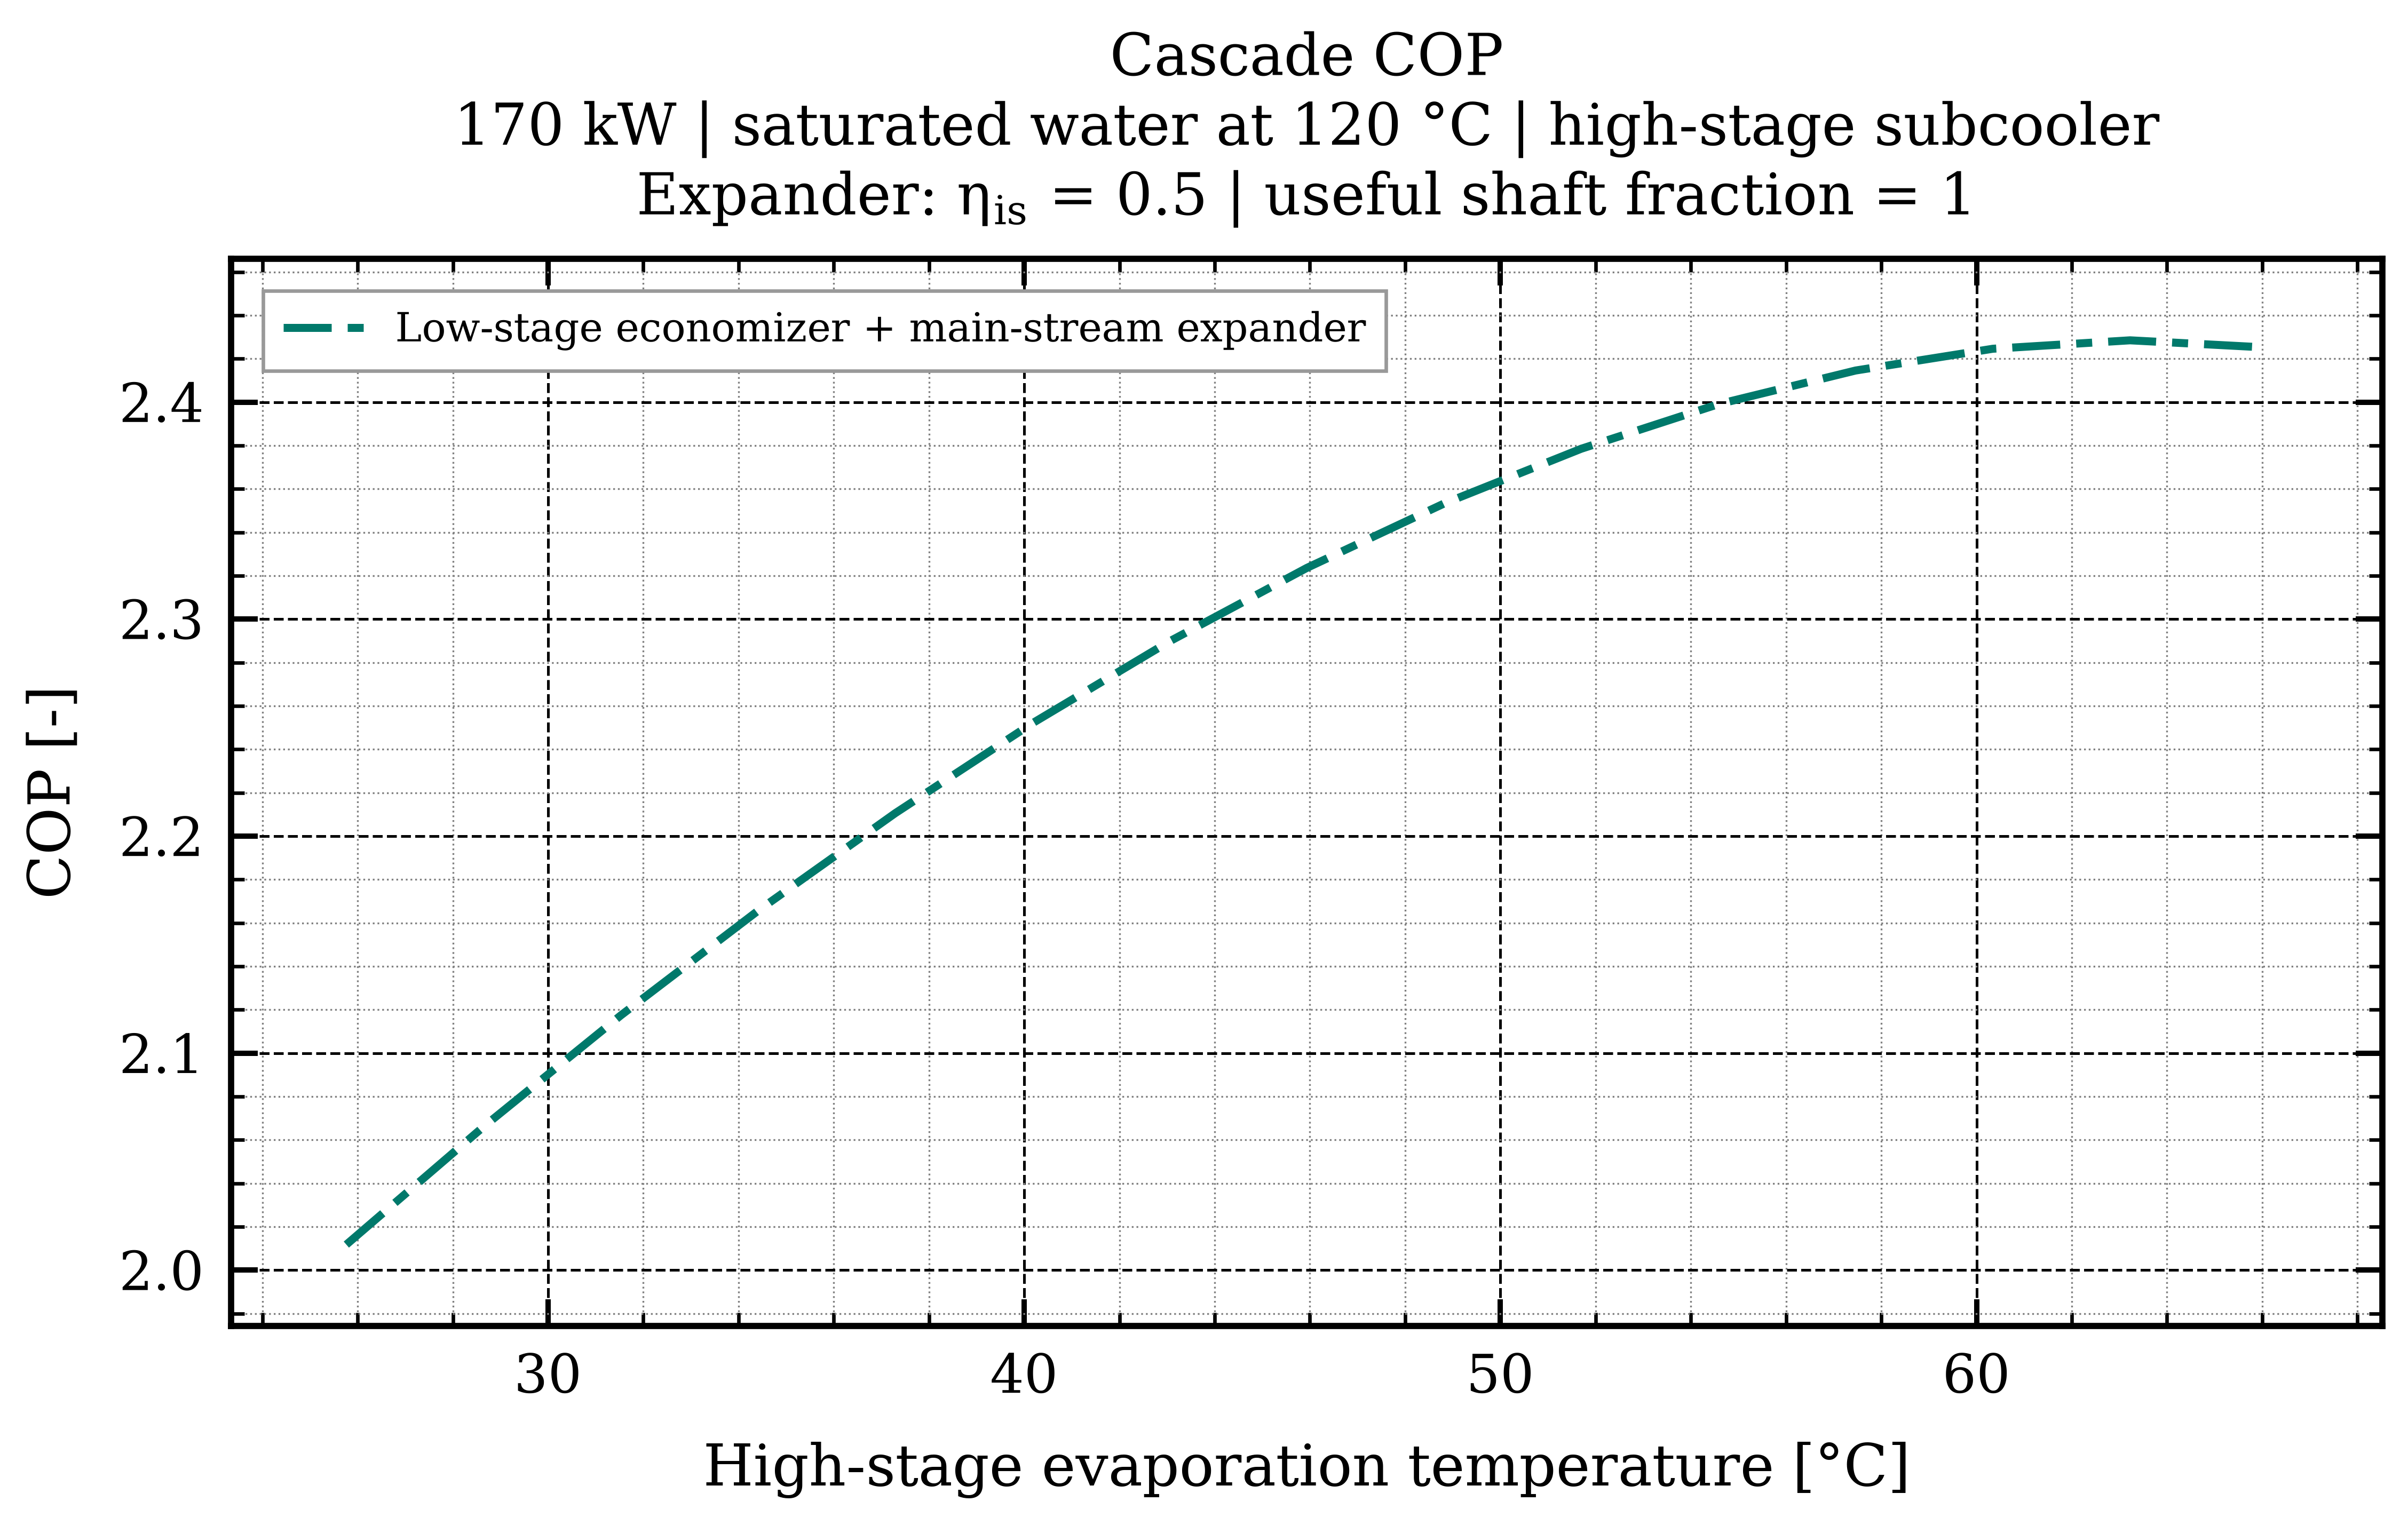 Cascade COP
170 kW | saturated water at 120 °C | high-stage subcooler
Expander: ηis = 0.5 | useful shaft fraction = 1
Low-stage economizer + main-stream expander
COP [-]
2.4
2.3
2.2
2.1
2.0
30 40 50 60
High-stage evaporation temperature [°C]